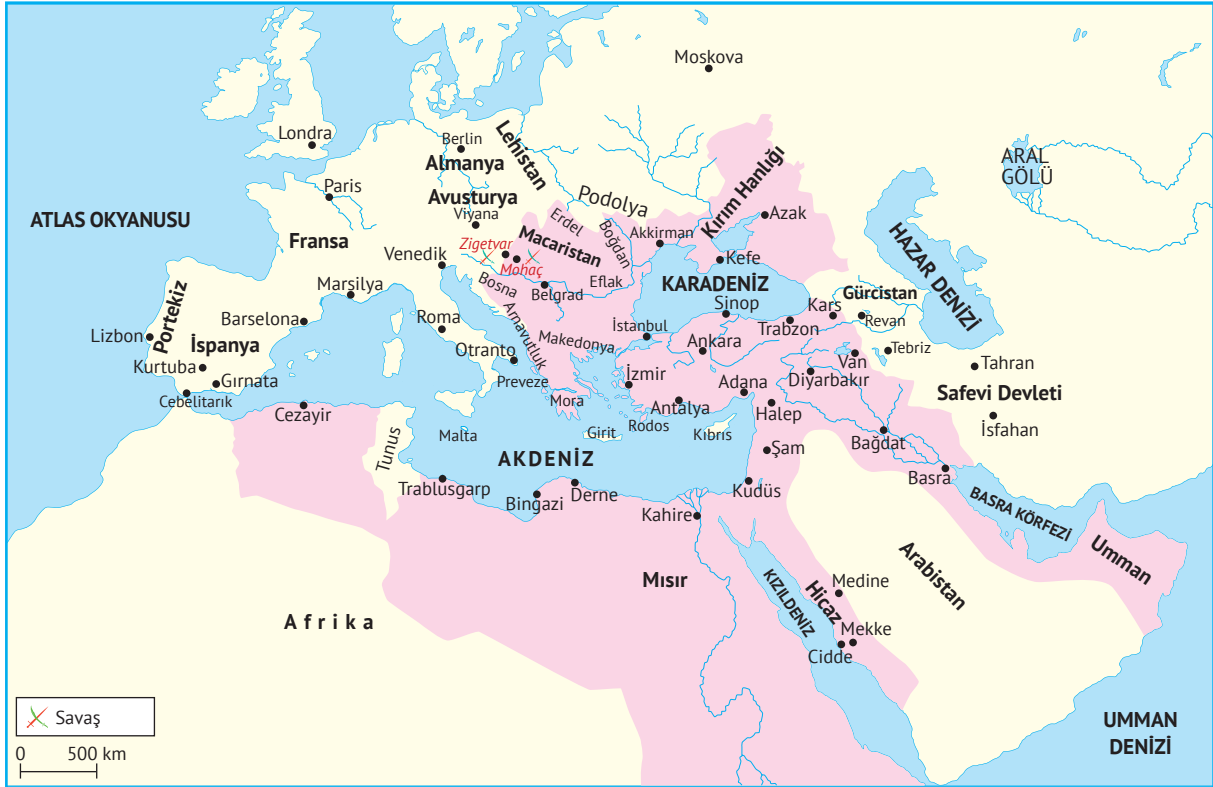 Moskova
Londra
Berlin
Almanya
Lehistan
ARAL
GÖLÜ
Paris
Avusturya
Viyana
Podolya
Kırım Hanlığı
Azak
ATLAS OKYANUSU
Fransa
Erdel
Boğdan
Akkirman
HAZAR DENİZİ
Venedik
Zigetvar
Macaristan
Mohaç
Kefe
Marsilya
Bosna
Belgrad
Eflak
KARADENİZ
Gürcistan
Portekiz
Barselona
Roma
Arnavutluk
Sinop
Kars
Lizbon
İspanya
Makedonya
İstanbul
Trabzon
Revan
Kurtuba
Otranto
Ankara
Van
Tebriz
Tahran
Gırnata
Preveze
İzmir
Adana
Diyarbakır
Safevi Devleti
Cebelitarık
Cezayir
Mora
Antalya
Halep
İsfahan
Tunus
Malta
Girit
Rodos
Kıbrıs
Bağdat
AKDENİZ
Şam
Trablusgarp
Bingazi
Derne
Kudüs
Basra
Kahire
BASRA KÖRFEZİ
Umman
Mısır
KIZILDENİZ
Hicaz
Medine
Arabistan
Afrika
Mekke
Cidde
Savaş
0 500 km
UMMAN
DENİZİ